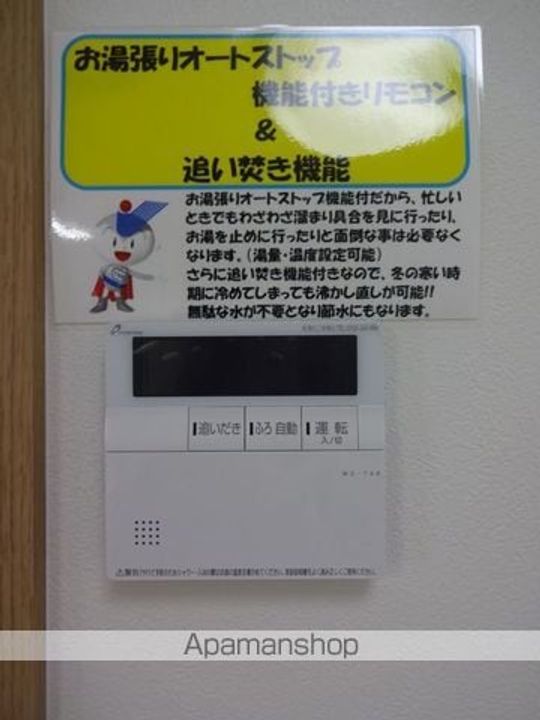 お湯張りオートストップ
機能付きリモコン
&
追い焚き機能
お湯張りオートストップ機能付だから、忙しい
ときでもわざわざ溜まり具合を見に行ったり、
お湯を止めに行ったりと面倒な事は必要なく
なります。(湯量・温度設定可能)
さらに追い焚き機能付きなので、冬の寒い時
期に冷めてしまっても沸かし直しが可能!!
無駄な水が不要となり節水にもなります。
追いだき
ふろ自動
運転
入/切
Apamanshop